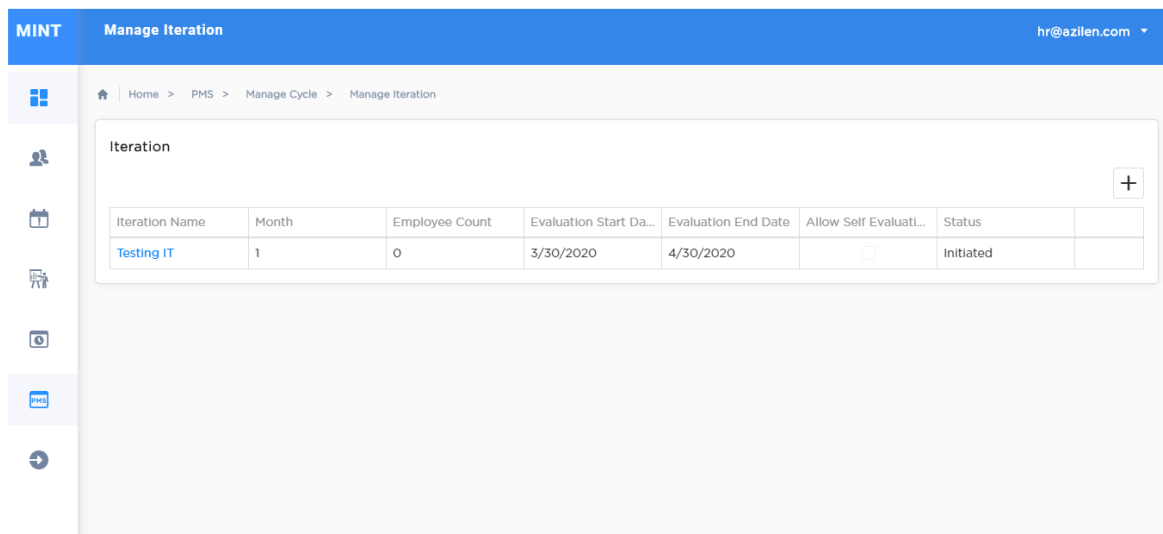 MINT Manage Iteration hr@azilen.com
Home > PMS > Manage Cycle > Manage Iteration
Iteration
+
Iteration Name Month Employee Count Evaluation Start Da... Evaluation End Date Allow Self Evaluati... Status
Testing IT 1 0 3/30/2020 4/30/2020 Initiated
PMS